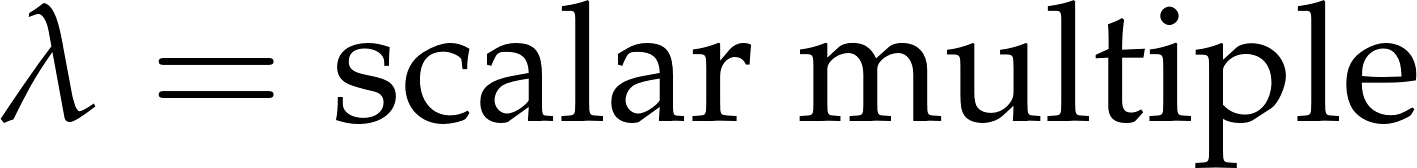 λ = scalar multiple